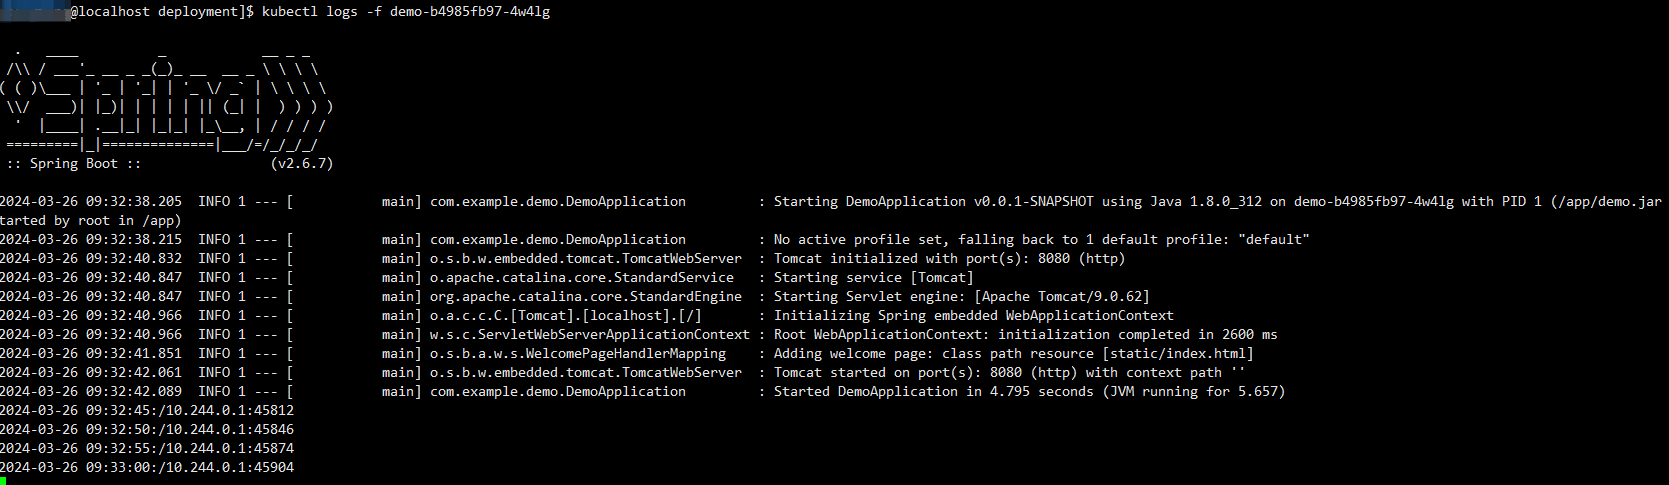 @localhost deployment]$ kubectl logs -f demo-b4985fb97-4w4lg
  .   ____          _            __ _ _
 /\\ / ___'_ __ _ _(_)_ __  __ _ \ \ \ \
( ( )\___ | '_ | '_| | '_ \/ _` | \ \ \ \
 \\/  ___)| |_)| | | | | || (_| |  ) ) ) )
  '  |____| .__|_| |_|_| |_\__, | / / / /
 =========|_|==============|___/=/_/_/_/
 :: Spring Boot ::                (v2.6.7)
2024-03-26 09:32:38.205  INFO 1 --- [           main] com.example.demo.DemoApplication         : Starting DemoApplication v0.0.1-SNAPSHOT using Java 1.8.0_312 on demo-b4985fb97-4w4lg with PID 1 (/app/demo.jar
tarted by root in /app)
2024-03-26 09:32:38.215  INFO 1 --- [           main] com.example.demo.DemoApplication         : No active profile set, falling back to 1 default profile: "default"
2024-03-26 09:32:40.832  INFO 1 --- [           main] o.s.b.w.embedded.tomcat.TomcatWebServer  : Tomcat initialized with port(s): 8080 (http)
2024-03-26 09:32:40.847  INFO 1 --- [           main] o.apache.catalina.core.StandardService   : Starting service [Tomcat]
2024-03-26 09:32:40.847  INFO 1 --- [           main] org.apache.catalina.core.StandardEngine  : Starting Servlet engine: [Apache Tomcat/9.0.62]
2024-03-26 09:32:40.966  INFO 1 --- [           main] o.a.c.c.C.[Tomcat].[localhost].[/]       : Initializing Spring embedded WebApplicationContext
2024-03-26 09:32:40.966  INFO 1 --- [           main] w.s.c.ServletWebServerApplicationContext : Root WebApplicationContext: initialization completed in 2600 ms
2024-03-26 09:32:41.851  INFO 1 --- [           main] o.s.b.a.w.s.WelcomePageHandlerMapping    : Adding welcome page: class path resource [static/index.html]
2024-03-26 09:32:42.061  INFO 1 --- [           main] o.s.b.w.embedded.tomcat.TomcatWebServer  : Tomcat started on port(s): 8080 (http) with context path ''
2024-03-26 09:32:42.089  INFO 1 --- [           main] com.example.demo.DemoApplication         : Started DemoApplication in 4.795 seconds (JVM running for 5.657)
2024-03-26 09:32:45:/10.244.0.1:45812
2024-03-26 09:32:50:/10.244.0.1:45846
2024-03-26 09:32:55:/10.244.0.1:45874
2024-03-26 09:33:00:/10.244.0.1:45904